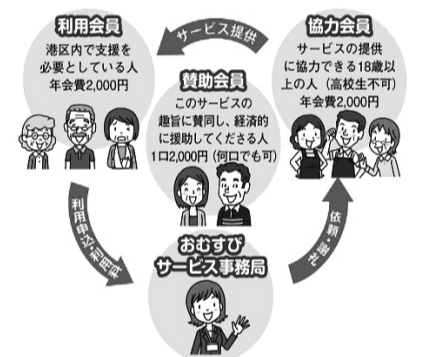 利用会員
港区内で支援を
必要としている人
年会費2,000円
サービス提供
協力会員
サービスの提供
に協力できる18歳以
上の人（高校生不可）
年会費2,000円
賛助会員
このサービスの
趣旨に賛同し、経済的
に援助してくださる人
1口2,000円（何口でも可）
利用申込・利用料
おむすび
サービス事務局
依頼・謝礼